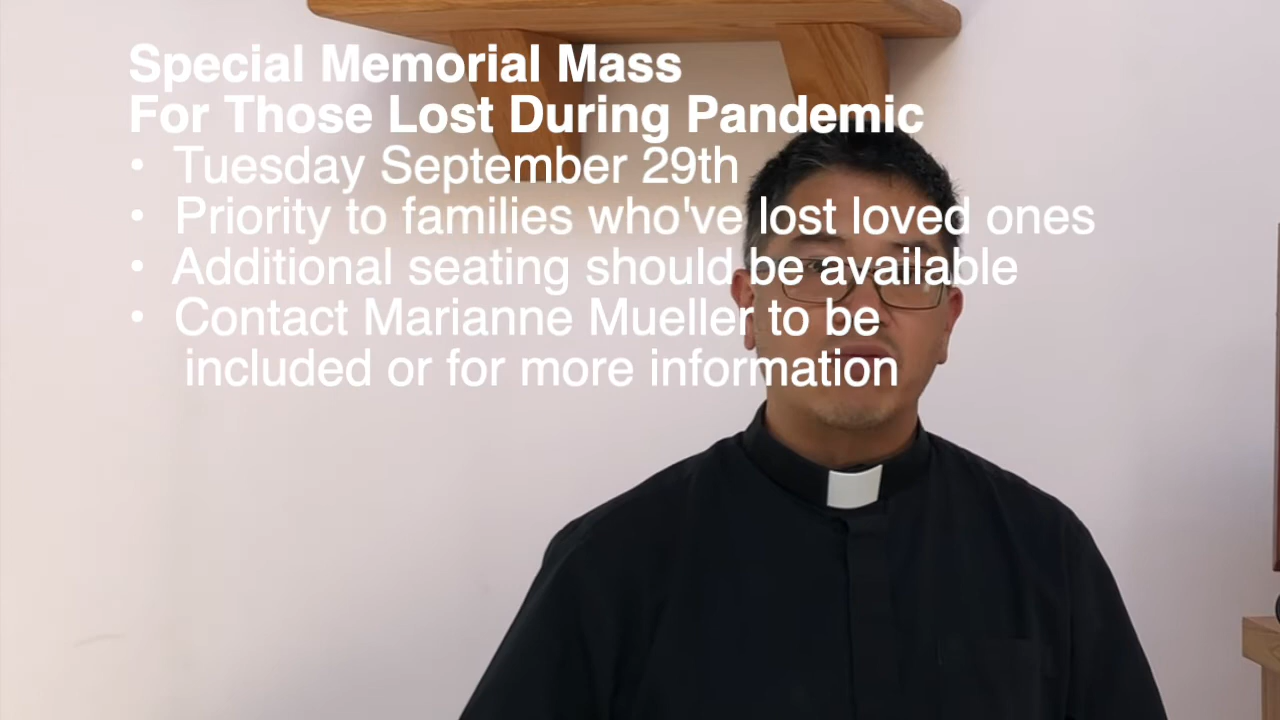 Special Memorial Mass
For Those Lost During Pandemic
• Tuesday September 29th
• Priority to families who've lost loved ones
• Additional seating should be available
• Contact Marianne Mueller to be
included or for more information